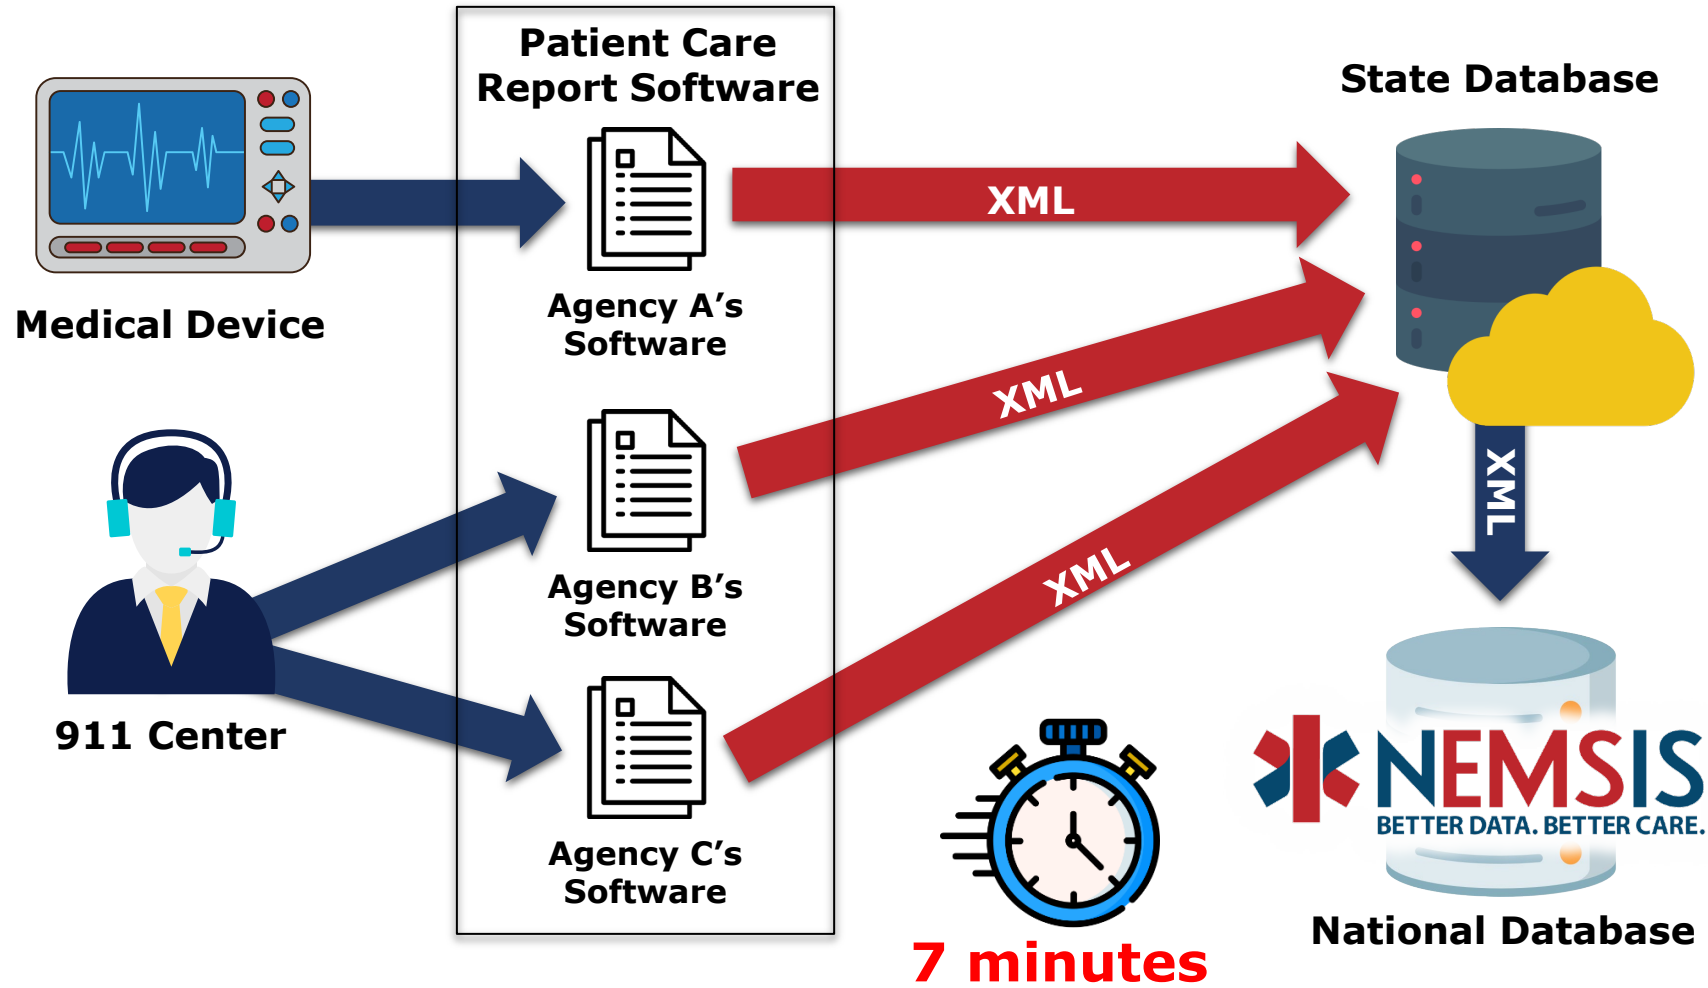 Patient Care
Report Software
State Database
Medical Device
Agency A’s
Software
XML
XML
XML
XML
911 Center
Agency B’s
Software
Agency C’s
Software
7 minutes
NEMSIS
BETTER DATA. BETTER CARE.
National Database